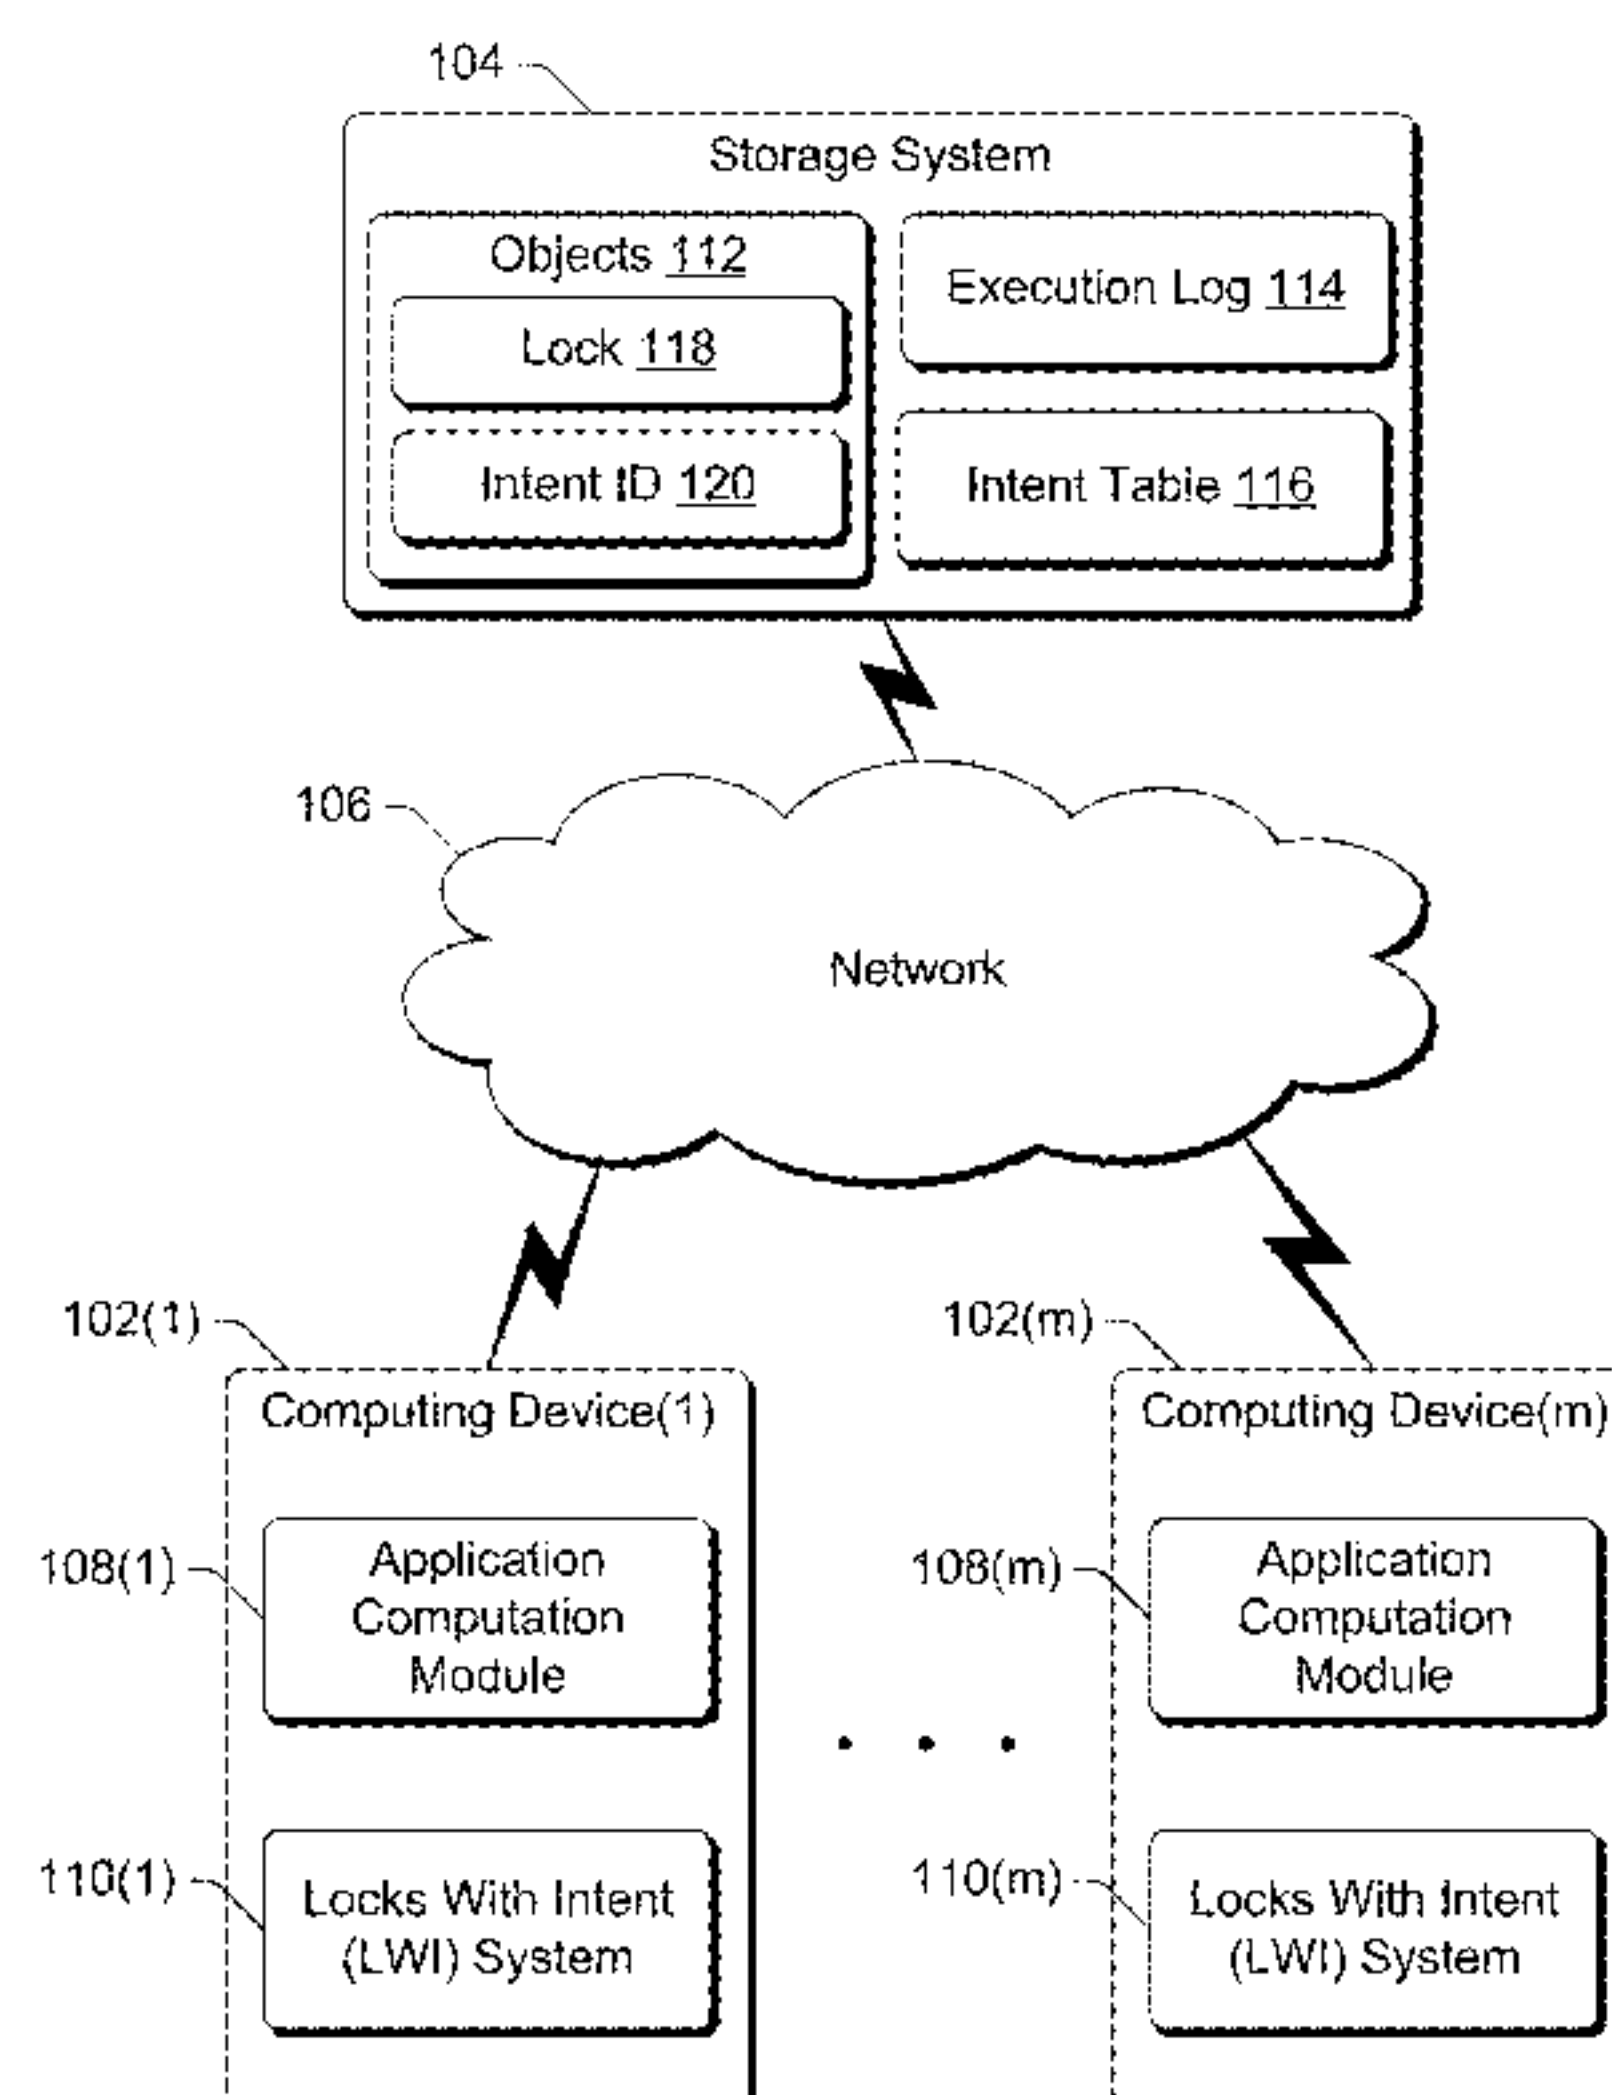 104
Storage System
Objects 112
Execution Log 114
Lock 118
Intent ID 120
Intent Tabie 116
106
Network
102(1)
102(m)
Computing Device(1)
Computing Device(m)
108(1)
Application
Computation
Module
108(m)
Application
Computation
Module
110(1)
Locks With Intent
(LWI) System
110(m)
Locks With Intent
(LWI) System